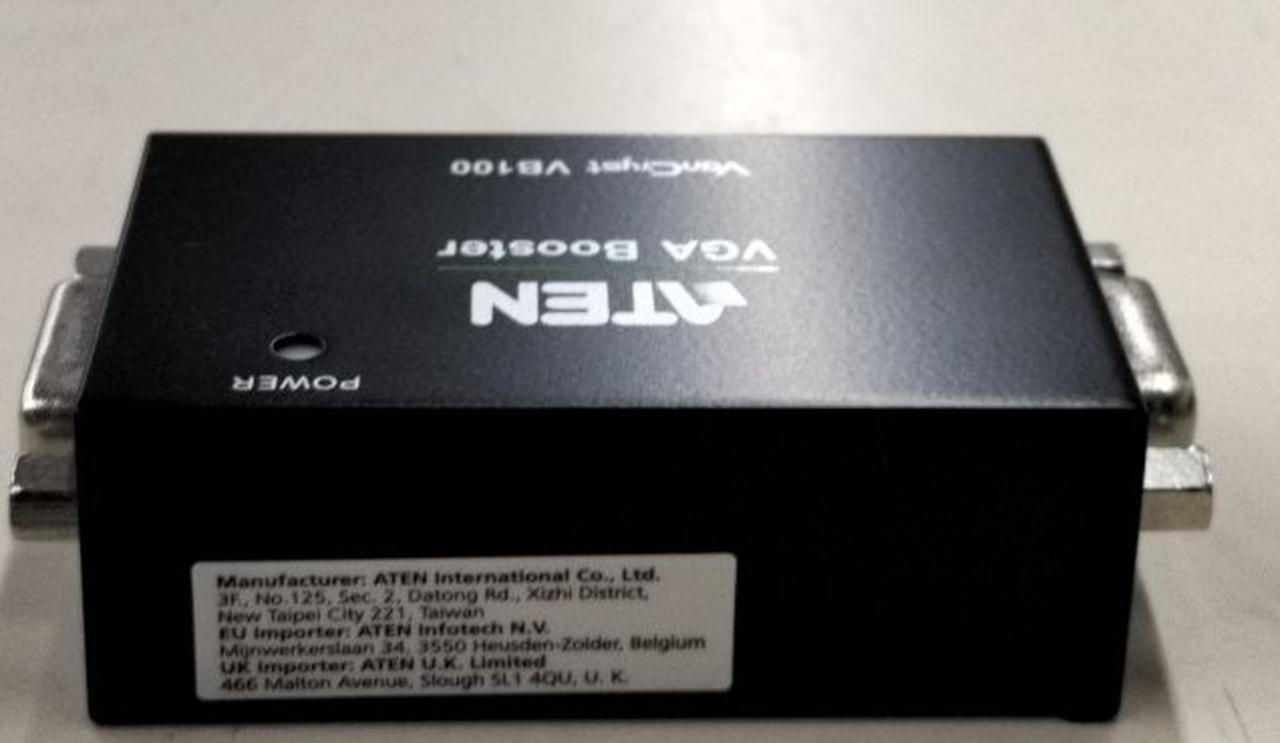 VanCryst VB100
VGA Booster
ATEN
POWER
Manufacturer: ATEN International Co., Ltd.
3F., No.125, Sec. 2, Datong Rd., Xizhi District,
New Taipei City 221, Taiwan
EU Importer: ATEN Infotech N.V.
Mijnwerkerslaan 34, 3550 Heusden-Zolder, Belgium
UK Importer: ATEN U.K. Limited
466 Malton Avenue, Slough SL1 4QU, U. K.